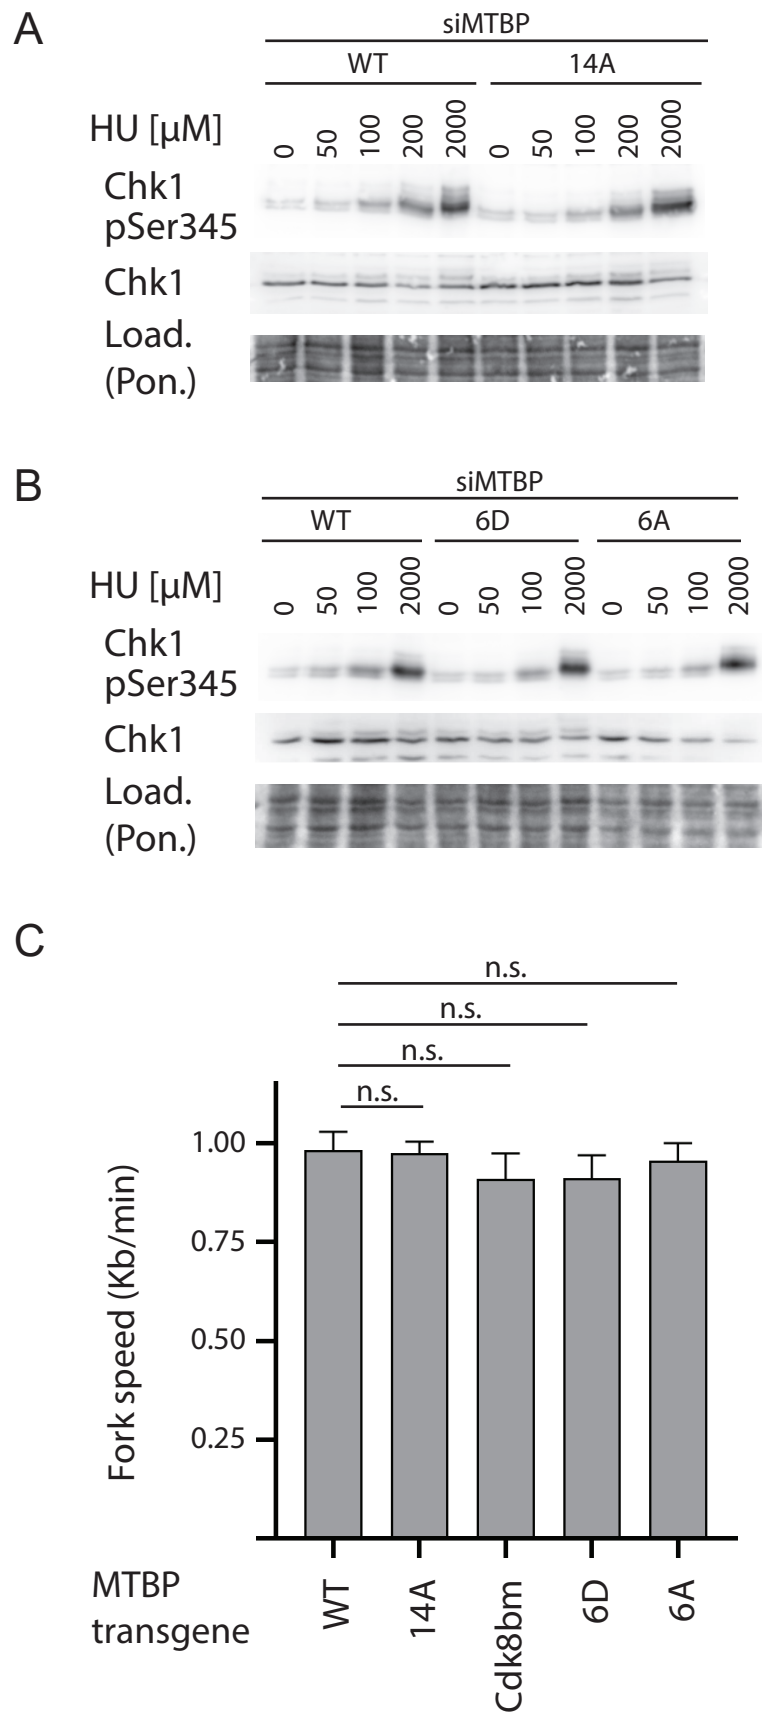 A
siMTBP
WT 14A
HU [µM] 0 50 100 200 2000 0 50 100 200 2000
Chk1
pSer345
Chk1
Load.
(Pon.)
B
siMTBP
WT 6D 6A
HU [µM] 0 50 100 2000 0 50 100 2000 0 50 100 2000
Chk1
pSer345
Chk1
Load.
(Pon.)
C
n.s.
n.s.
n.s.
n.s.
1.00
0.75
0.50
0.25
Fork speed (Kb/min)
MTBP
transgene
WT 14A Cdk8bm 6D 6A